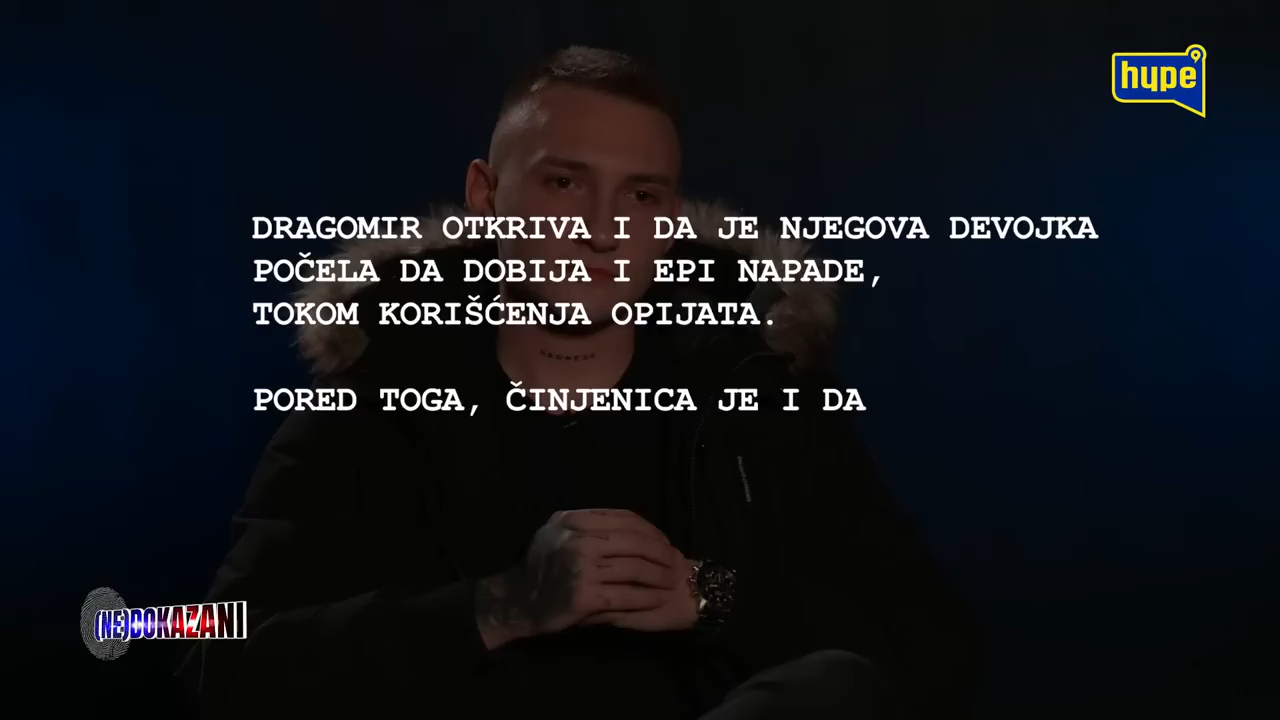 hype
DRAGOMIR OTKRIVA I DA JE NJEGOVA DEVOJKA
POČELA DA DOBIJA I EPI NAPADE,
TOKOM KORIŠĆENJA OPIJATA.
PORED TOGA, ČINJENICA JE I DA
(NE)DOKAZANI